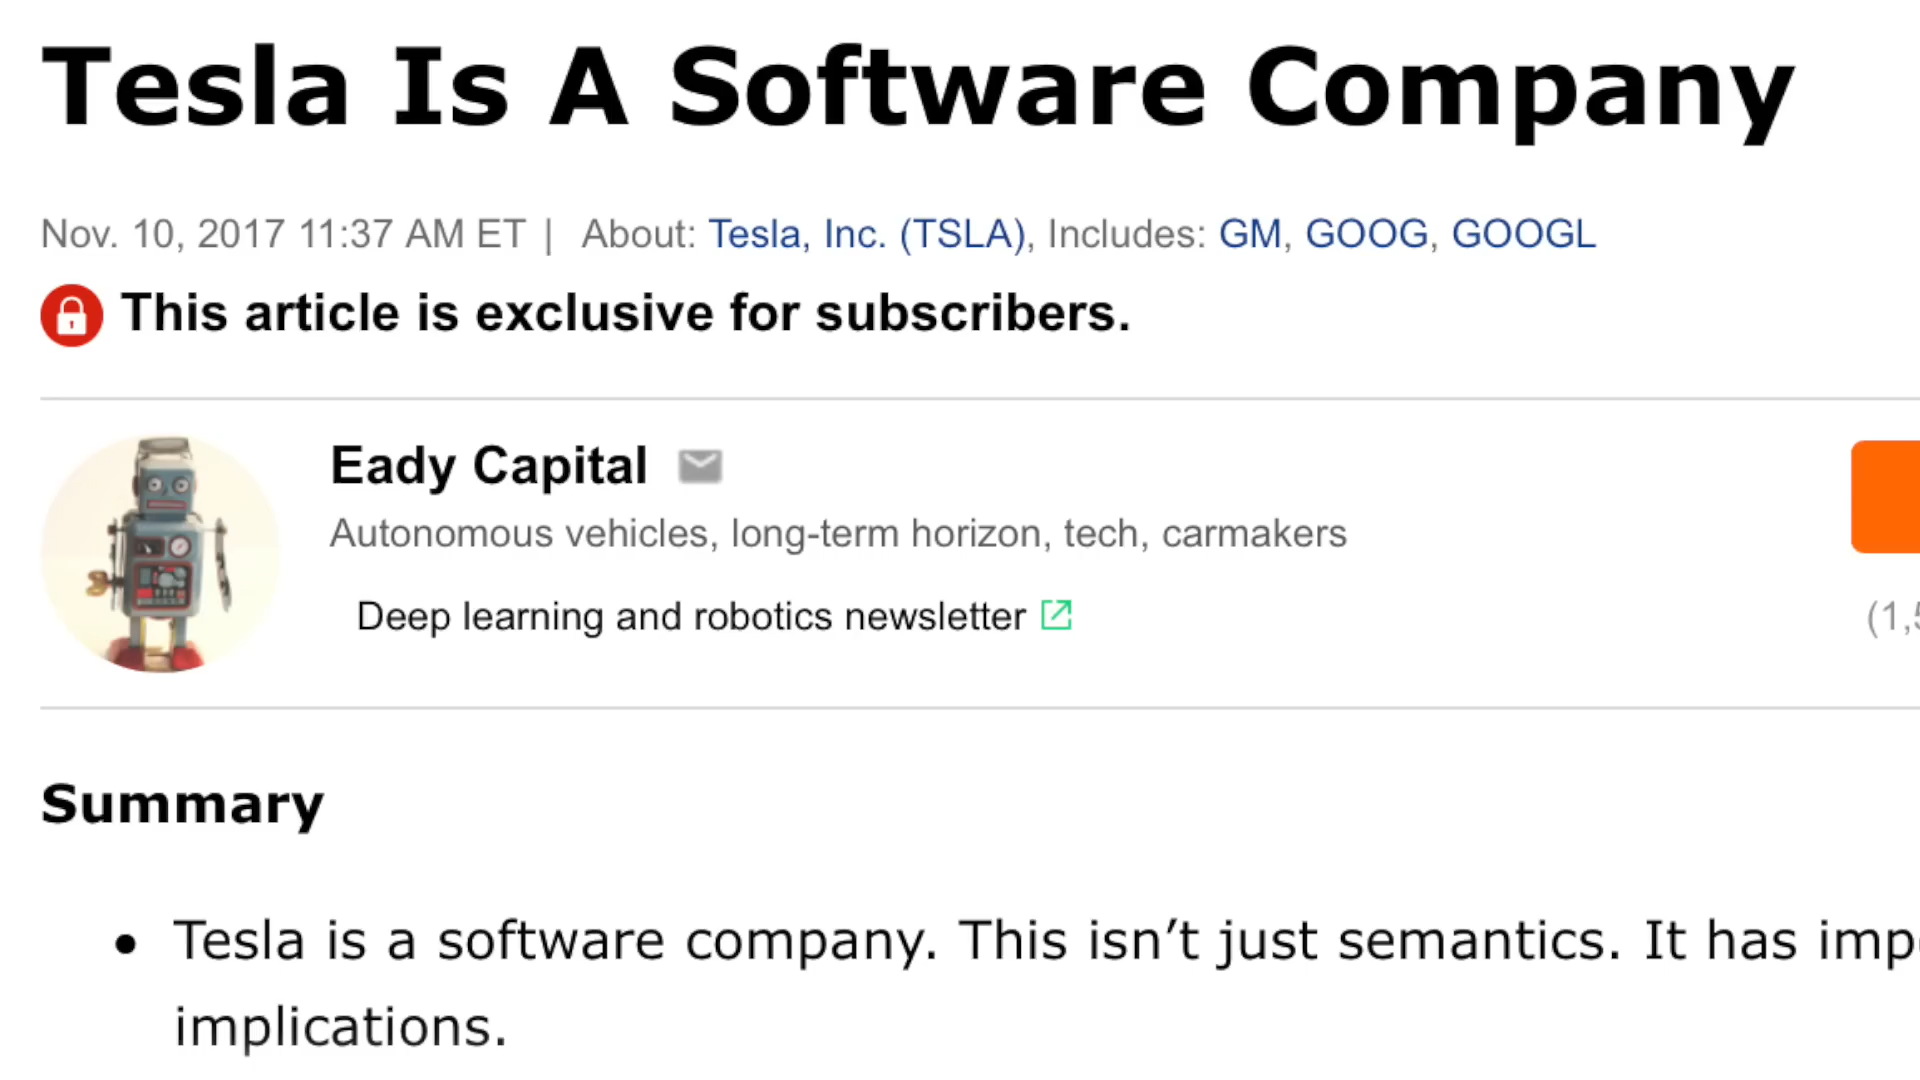 Tesla Is A Software Company
Nov. 10, 2017 11:37 AM ET | About: Tesla, Inc. (TSLA), Includes: GM, GOOG, GOOGL
This article is exclusive for subscribers.
Eady Capital
Autonomous vehicles, long-term horizon, tech, carmakers
Deep learning and robotics newsletter
Summary
• Tesla is a software company. This isn’t just semantics. It has
implications.